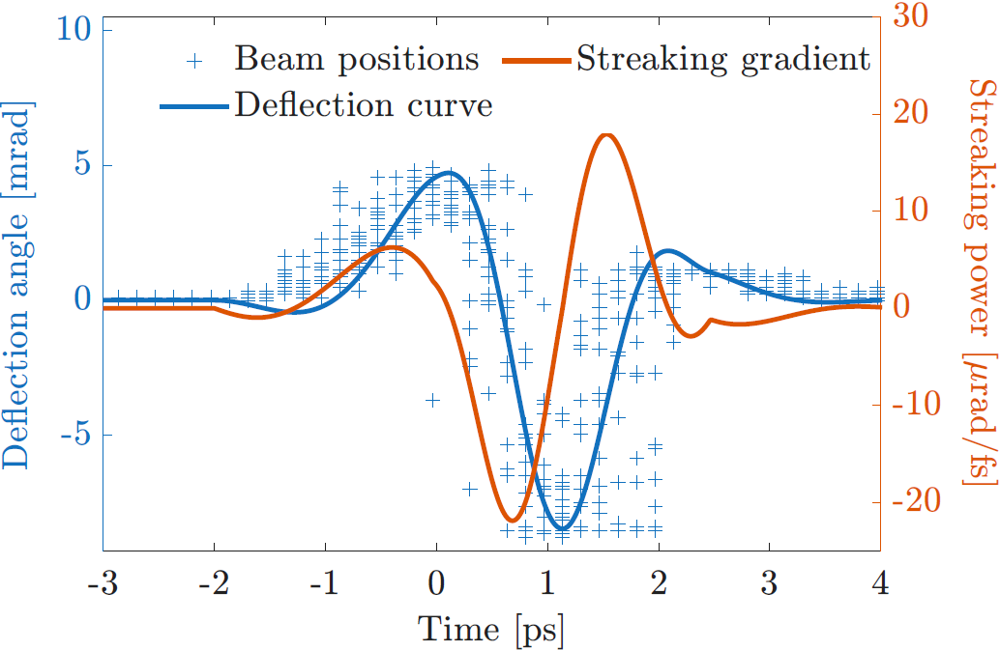 + Beam positions
Streaking gradient
Deflection curve
Deflection angle [mrad]
10
5
0
-5
Streaking power [μrad/fs]
30
20
10
0
-10
-20
-3 -2 -1 0 1 2 3 4
Time [ps]